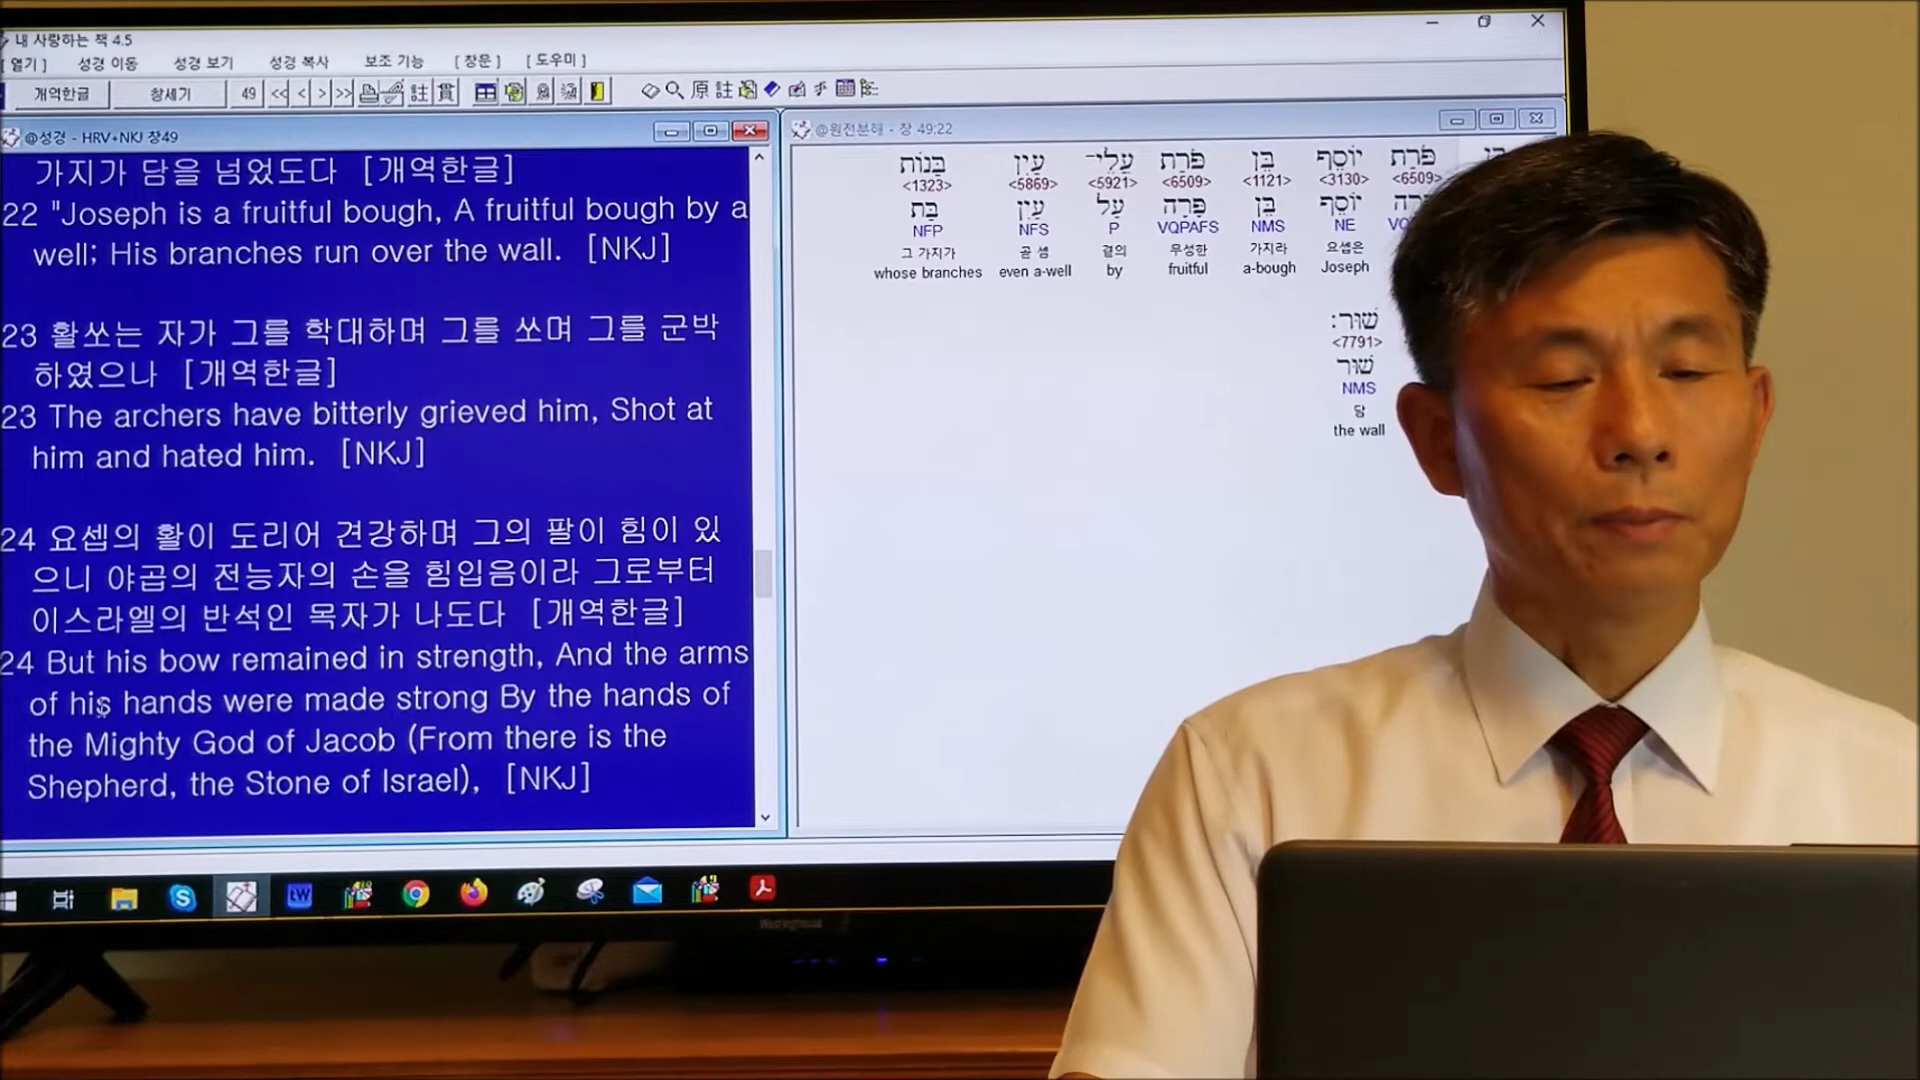 내 사랑하는 책 4.5
[ 열기 ] 성경 이동 성경 보기 성경 복사 보조 기능 [ 창문 ] [ 도우미 ]
개역한글 창세기 49 << < > >> 註 貫 原 註
@성경 - HRV+NKJ 창49
가지가 담을 넘었도다 [개역한글]
22 "Joseph is a fruitful bough, A fruitful bough by a
well; His branches run over the wall. [NKJ]
23 활쏘는 자가 그를 학대하며 그를 쏘며 그를 군박
하였으나 [개역한글]
23 The archers have bitterly grieved him, Shot at
him and hated him. [NKJ]
24 요셉의 활이 도리어 견강하며 그의 팔이 힘이 있
으니 야곱의 전능자의 손을 힘입음이라 그로부터
이스라엘의 반석인 목자가 나도다 [개역한글]
24 But his bow remained in strength, And the arms
of his hands were made strong By the hands of
the Mighty God of Jacob (From there is the
Shepherd, the Stone of Israel), [NKJ]
@원전분해 - 창 49:22
פֹּרָת יוֹסֵף בֵּן פֹּרָת עֲלֵי־ עַיִן בָּנוֹת
<1323> <5869> <5921> <6509> <1121> <3130> <6509>
יוֹסֵף בֵּן פָּרָה עַל עַיִן בַּת
NFP NFS P VQPAFS NMS NE
그 가지가 곧 샘 곁의 무성한 가지라 요셉은
whose branches even a-well by fruitful a-bough Joseph
שׁוּר׃
<7791>
שׁוּר
NMS
담
the wall
Westinghouse